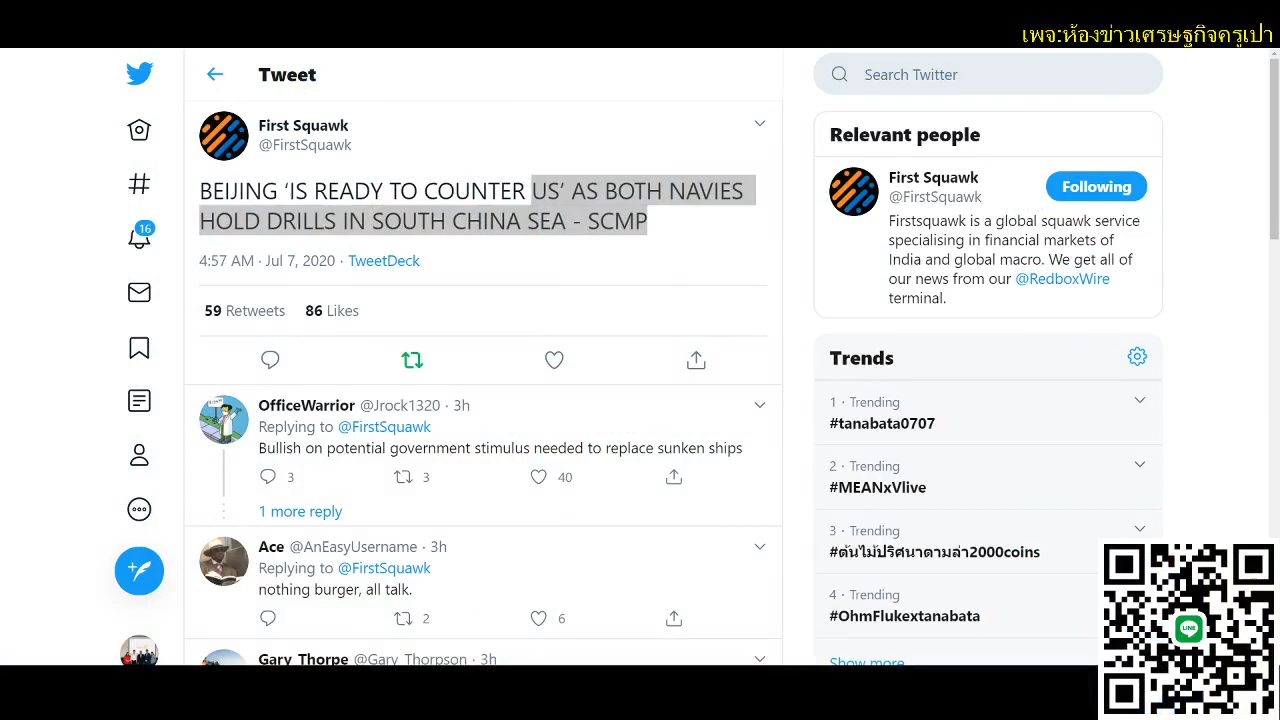 เพจ:ห้องข่าวเศรษฐกิจครูเปา
Tweet
First Squawk
@FirstSquawk
BEIJING ‘IS READY TO COUNTER US’ AS BOTH NAVIES
HOLD DRILLS IN SOUTH CHINA SEA - SCMP
4:57 AM · Jul 7, 2020 · TweetDeck
59 Retweets 86 Likes
OfficeWarrior @Jrock1320 · 3h
Replying to @FirstSquawk
Bullish on potential government stimulus needed to replace sunken ships
3 3 40
1 more reply
Ace @AnEasyUsername · 3h
Replying to @FirstSquawk
nothing burger, all talk.
2 6
Gary Thorpe @Gary_Thorpson · 3h
16
Search Twitter
Relevant people
First Squawk
@FirstSquawk
Following
Firstsquawk is a global squawk service
specialising in financial markets of
India and global macro. We get all of
our news from our @RedboxWire
terminal.
Trends
1 · Trending
#tanabata0707
2 · Trending
#MEANxVlive
3 · Trending
#ต้นไม้ปริศนาตามล่า2000coins
4 · Trending
#OhmFlukextanabata
Show more
LINE